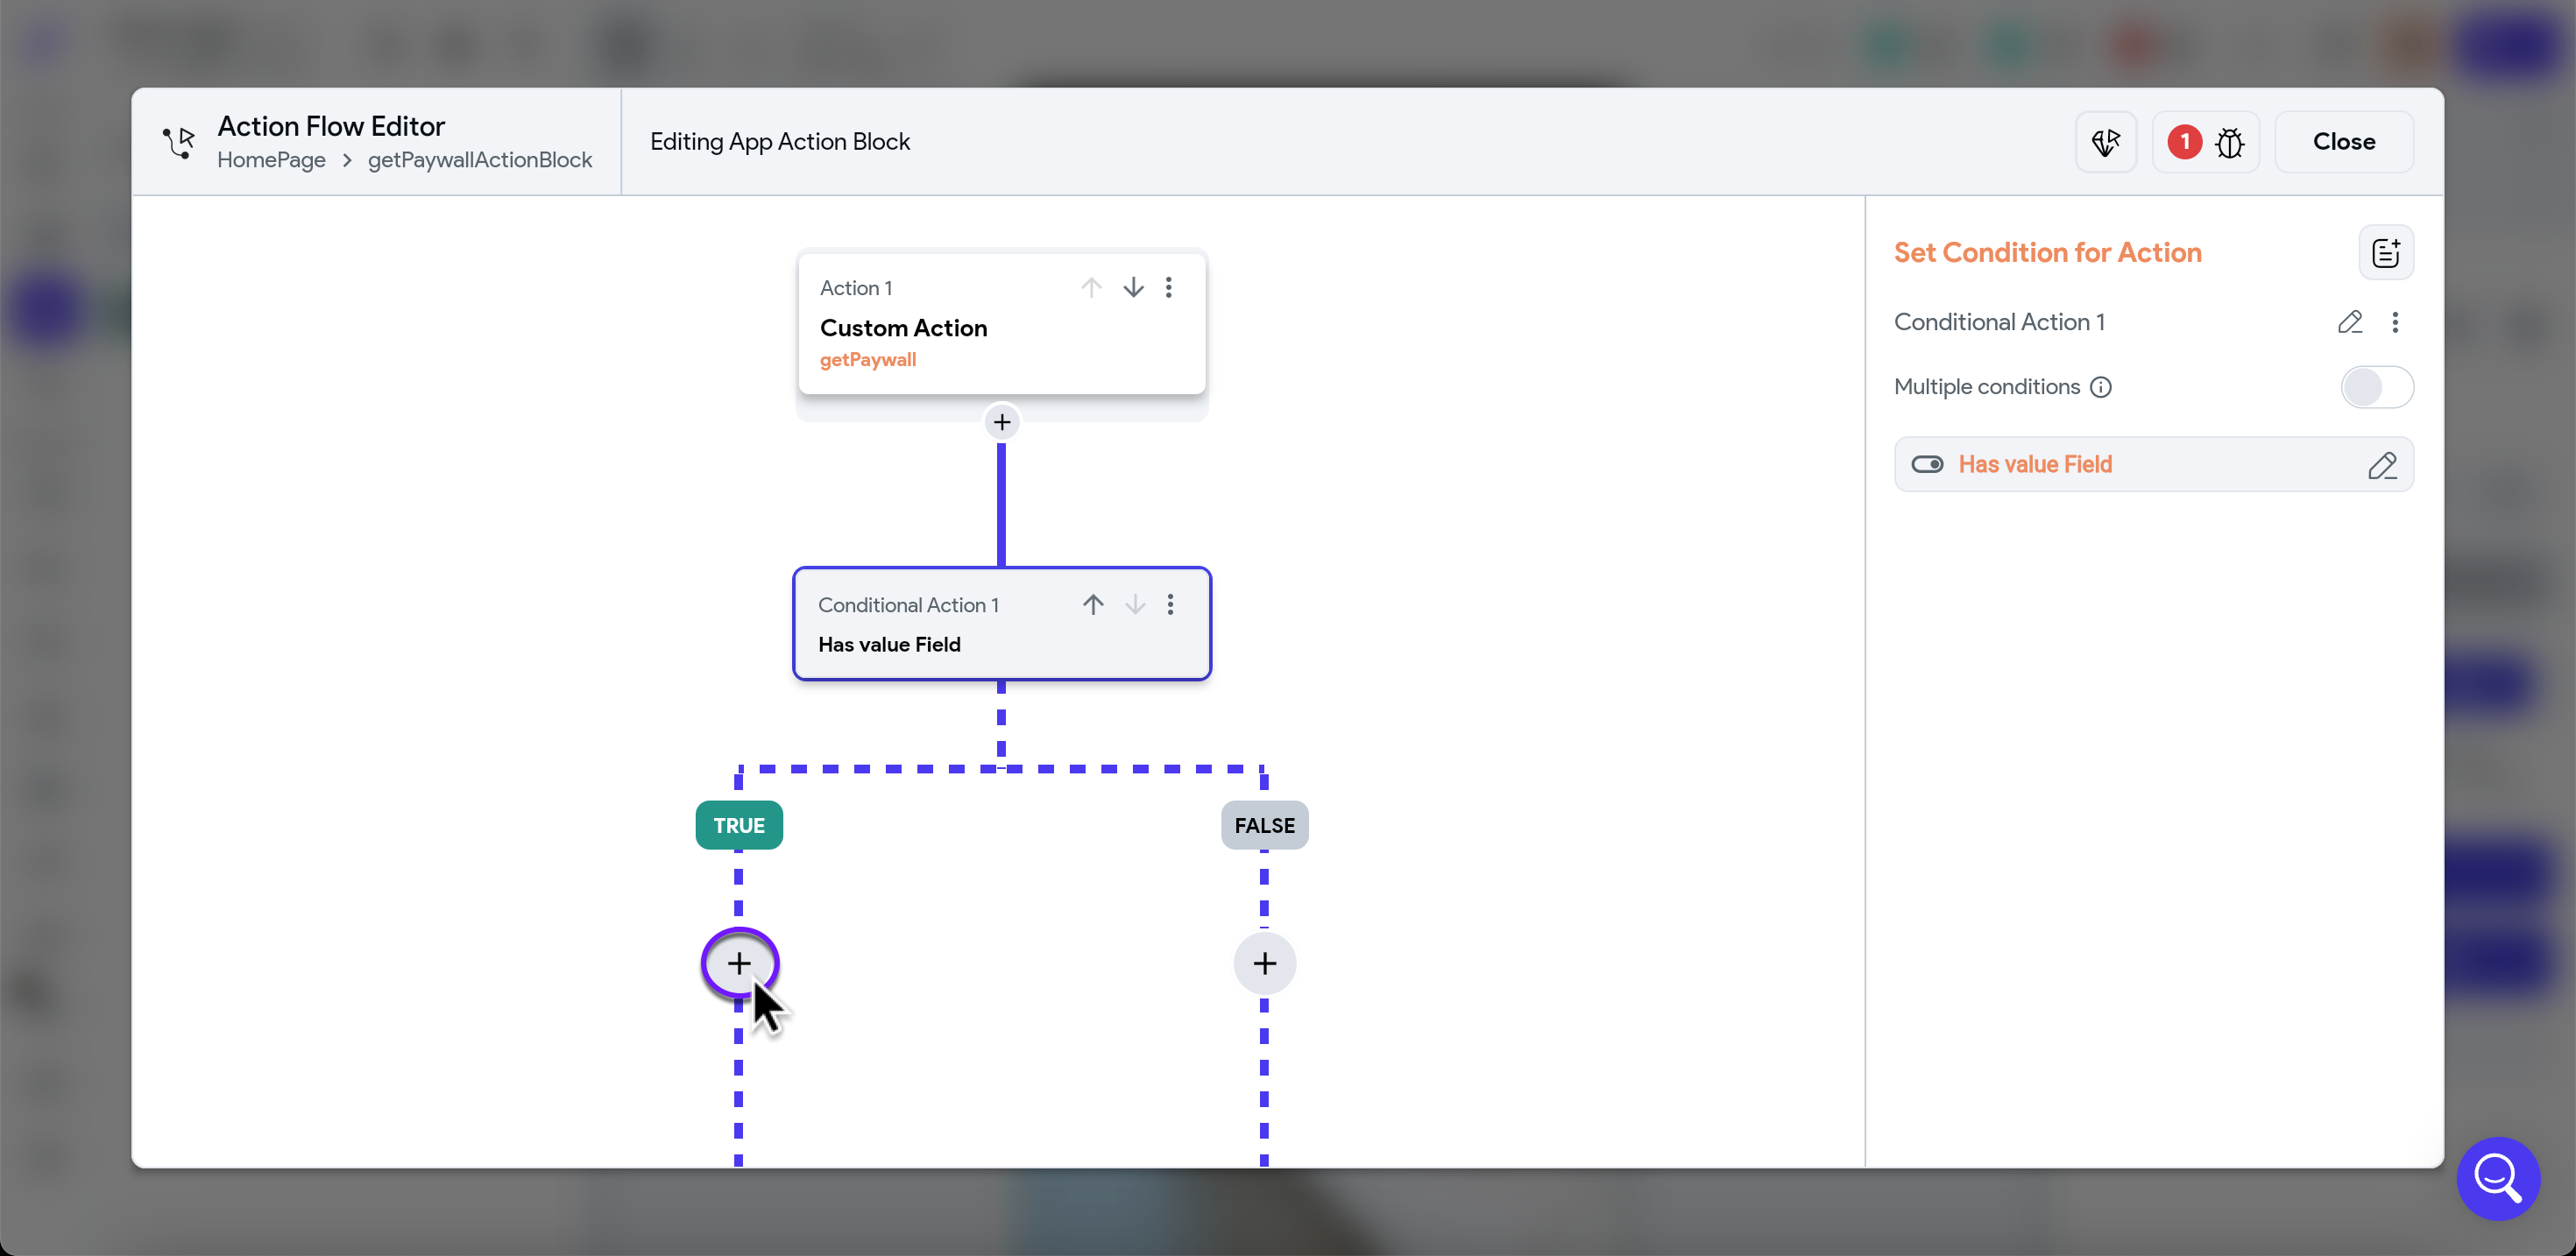 Action Flow Editor
HomePage > getPaywallActionBlock
Editing App Action Block
1
Close
Action 1
Custom Action
getPaywall
Conditional Action 1
Has value Field
TRUE
FALSE
Set Condition for Action
Conditional Action 1
Multiple conditions
Has value Field